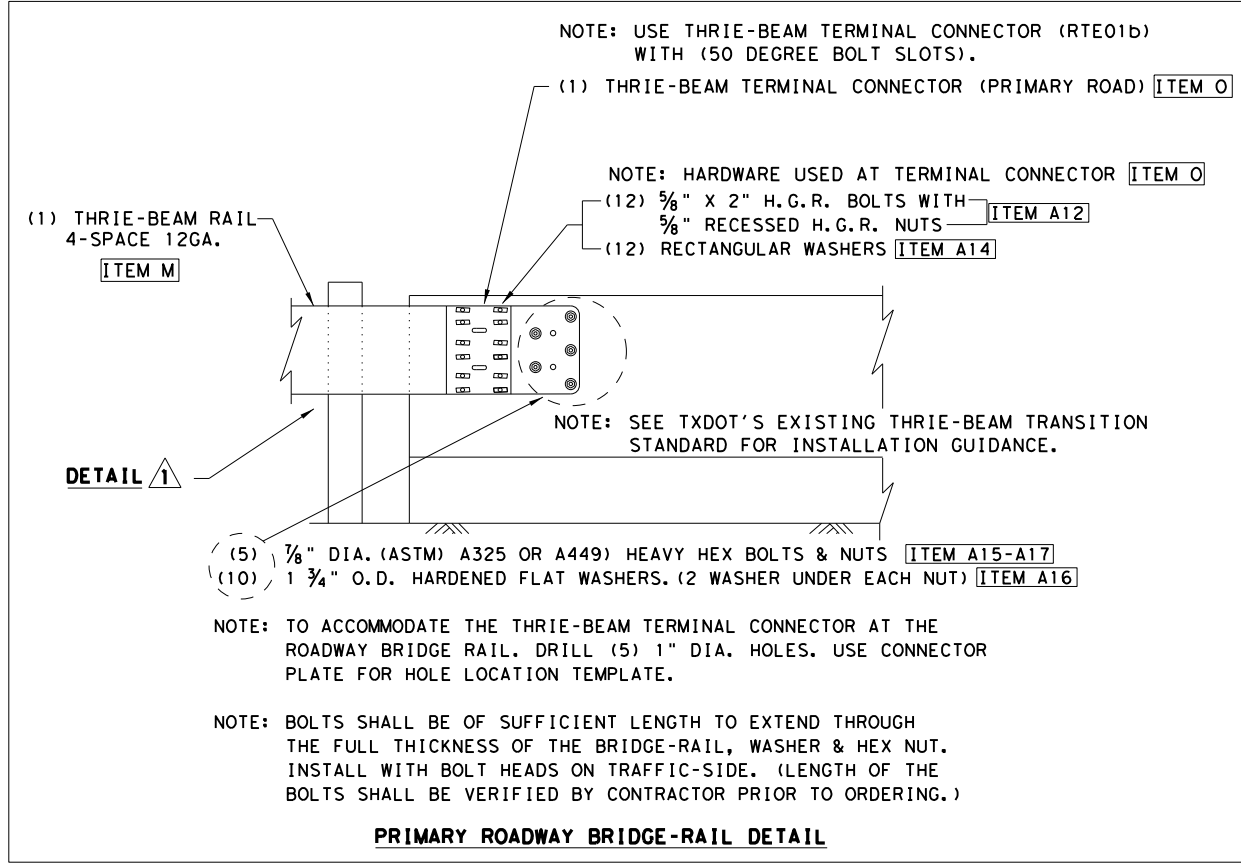 NOTE: USE THRIE-BEAM TERMINAL CONNECTOR (RTE01b)
WITH (50 DEGREE BOLT SLOTS).
(1) THRIE-BEAM TERMINAL CONNECTOR (PRIMARY ROAD) ITEM O
NOTE: HARDWARE USED AT TERMINAL CONNECTOR ITEM O
(12) 5/8" X 2" H.G.R. BOLTS WITH
5/8" RECESSED H.G.R. NUTS
ITEM A12
(12) RECTANGULAR WASHERS ITEM A14
(1) THRIE-BEAM RAIL
4-SPACE 12GA.
ITEM M
NOTE: SEE TXDOT'S EXISTING THRIE-BEAM TRANSITION
STANDARD FOR INSTALLATION GUIDANCE.
DETAIL 1
(5) 7/8" DIA. (ASTM) A325 OR A449) HEAVY HEX BOLTS & NUTS ITEM A15-A17
(10) 1 3/4" O.D. HARDENED FLAT WASHERS. (2 WASHER UNDER EACH NUT) ITEM A16
NOTE: TO ACCOMMODATE THE THRIE-BEAM TERMINAL CONNECTOR AT THE
ROADWAY BRIDGE RAIL. DRILL (5) 1" DIA. HOLES. USE CONNECTOR
PLATE FOR HOLE LOCATION TEMPLATE.
NOTE: BOLTS SHALL BE OF SUFFICIENT LENGTH TO EXTEND THROUGH
THE FULL THICKNESS OF THE BRIDGE-RAIL, WASHER & HEX NUT.
INSTALL WITH BOLT HEADS ON TRAFFIC-SIDE. (LENGTH OF THE
BOLTS SHALL BE VERIFIED BY CONTRACTOR PRIOR TO ORDERING.)
PRIMARY ROADWAY BRIDGE-RAIL DETAIL